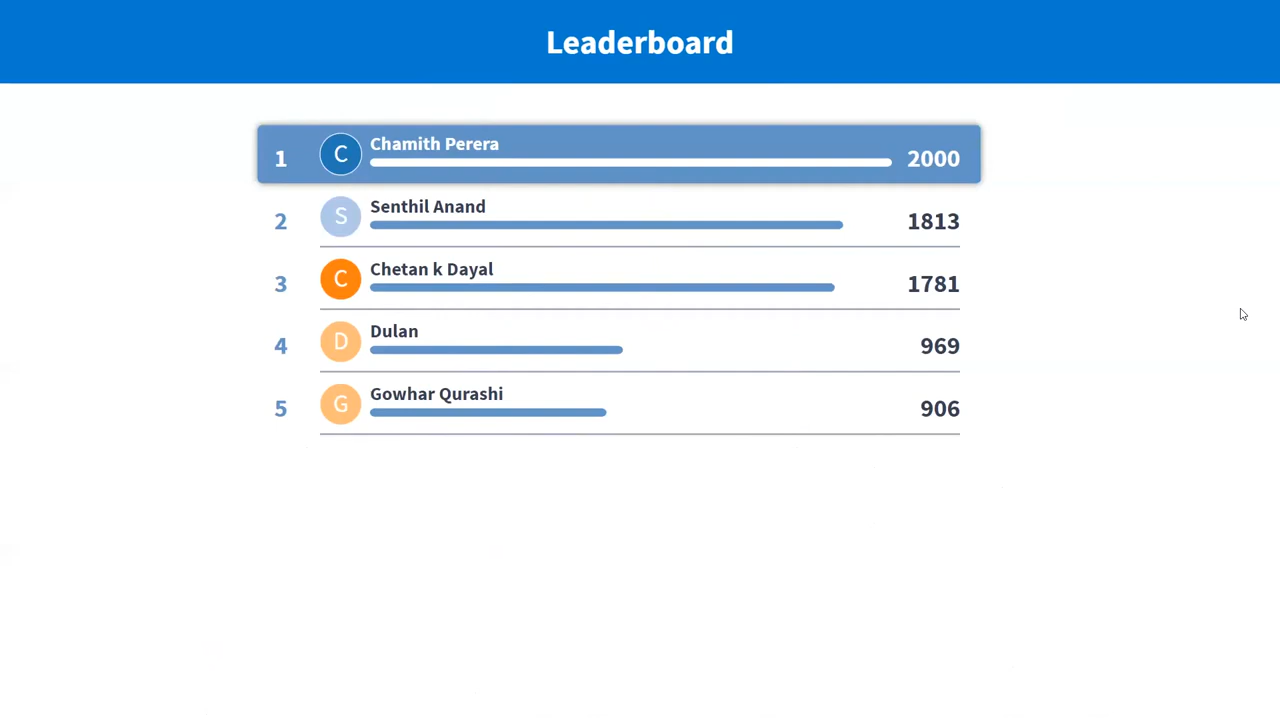 Leaderboard
1 C Chamith Perera 2000
2 S Senthil Anand 1813
3 C Chetan k Dayal 1781
4 D Dulan 969
5 G Gowhar Qurashi 906